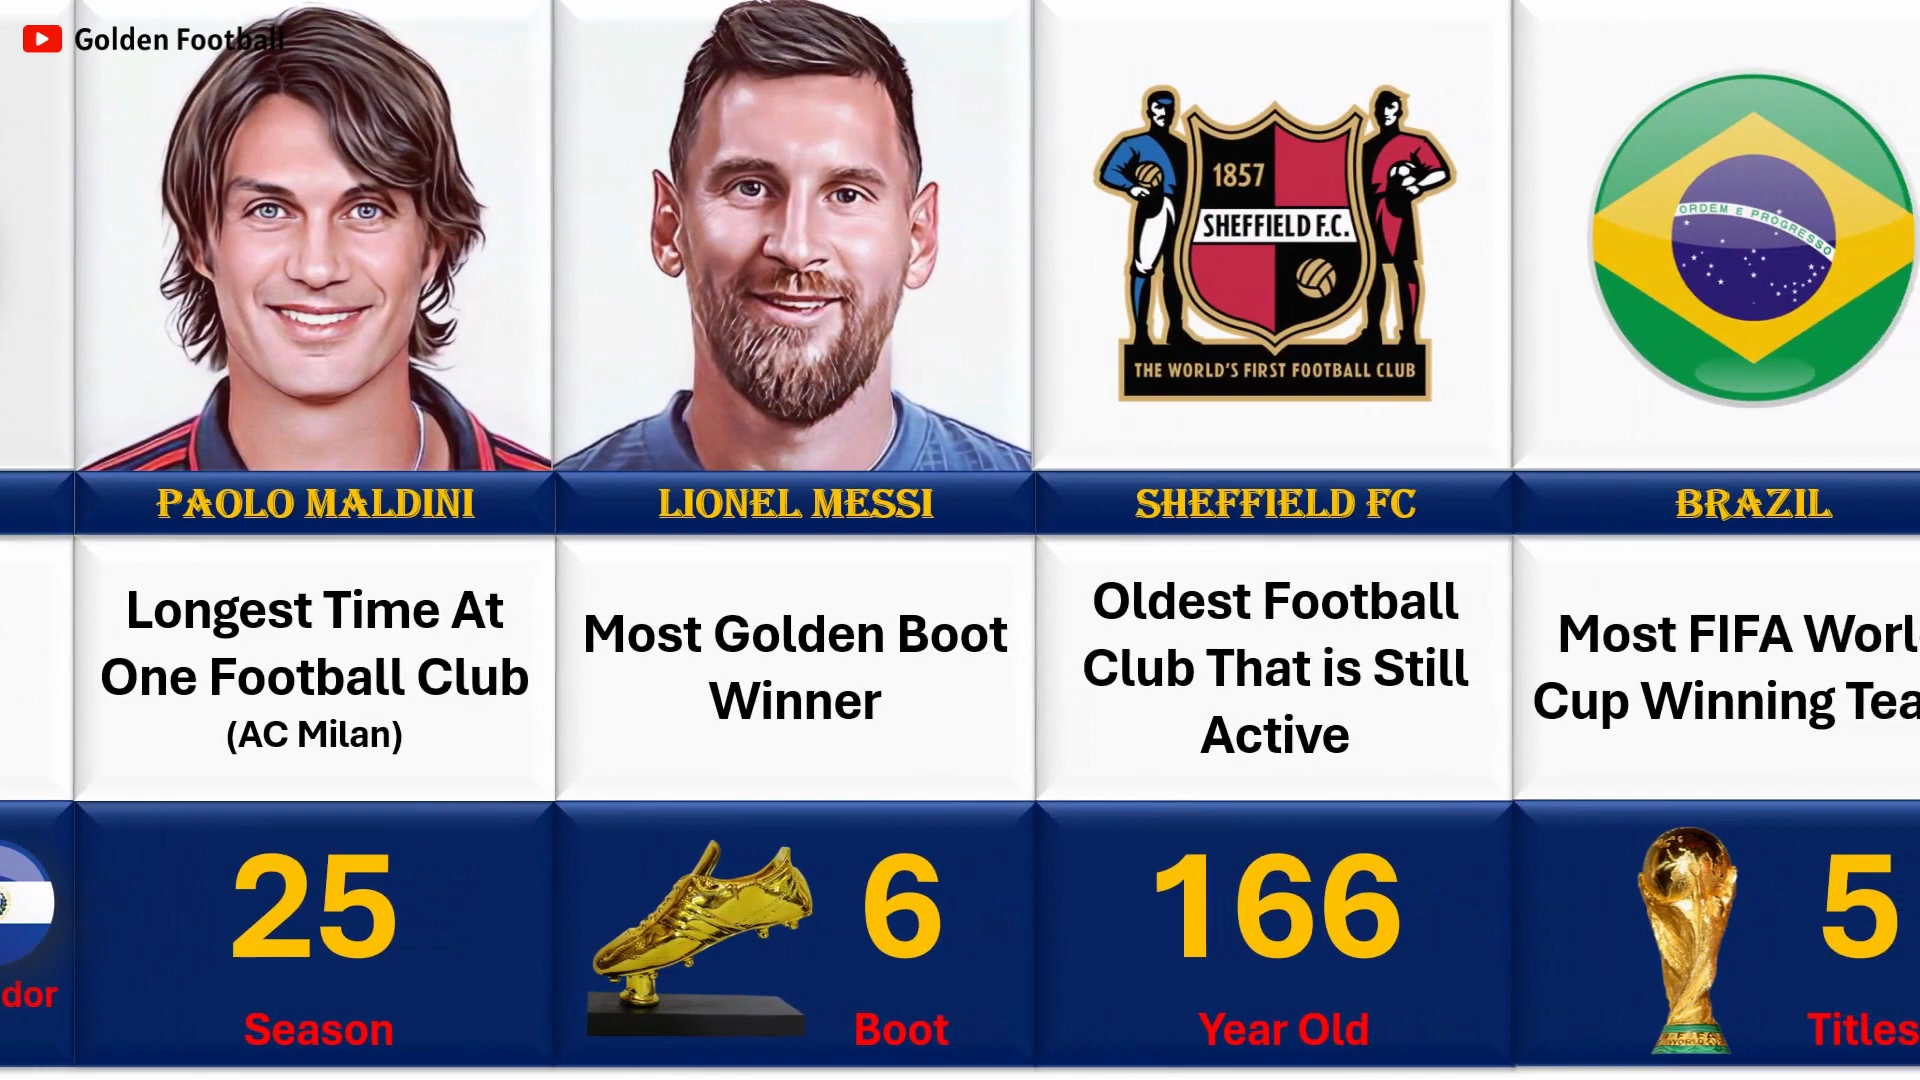 Golden Football
1857
SHEFFIELD F.C.
THE WORLD'S FIRST FOOTBALL CLUB
ORDEM E PROGRESSO
PAOLO MALDINI
LIONEL MESSI
SHEFFIELD FC
BRAZIL
Longest Time At
One Football Club
(AC Milan)
Most Golden Boot
Winner
Oldest Football
Club That is Still
Active
Most FIFA Worl
Cup Winning Tea
dor
25
Season
6
Boot
166
Year Old
5
Titles